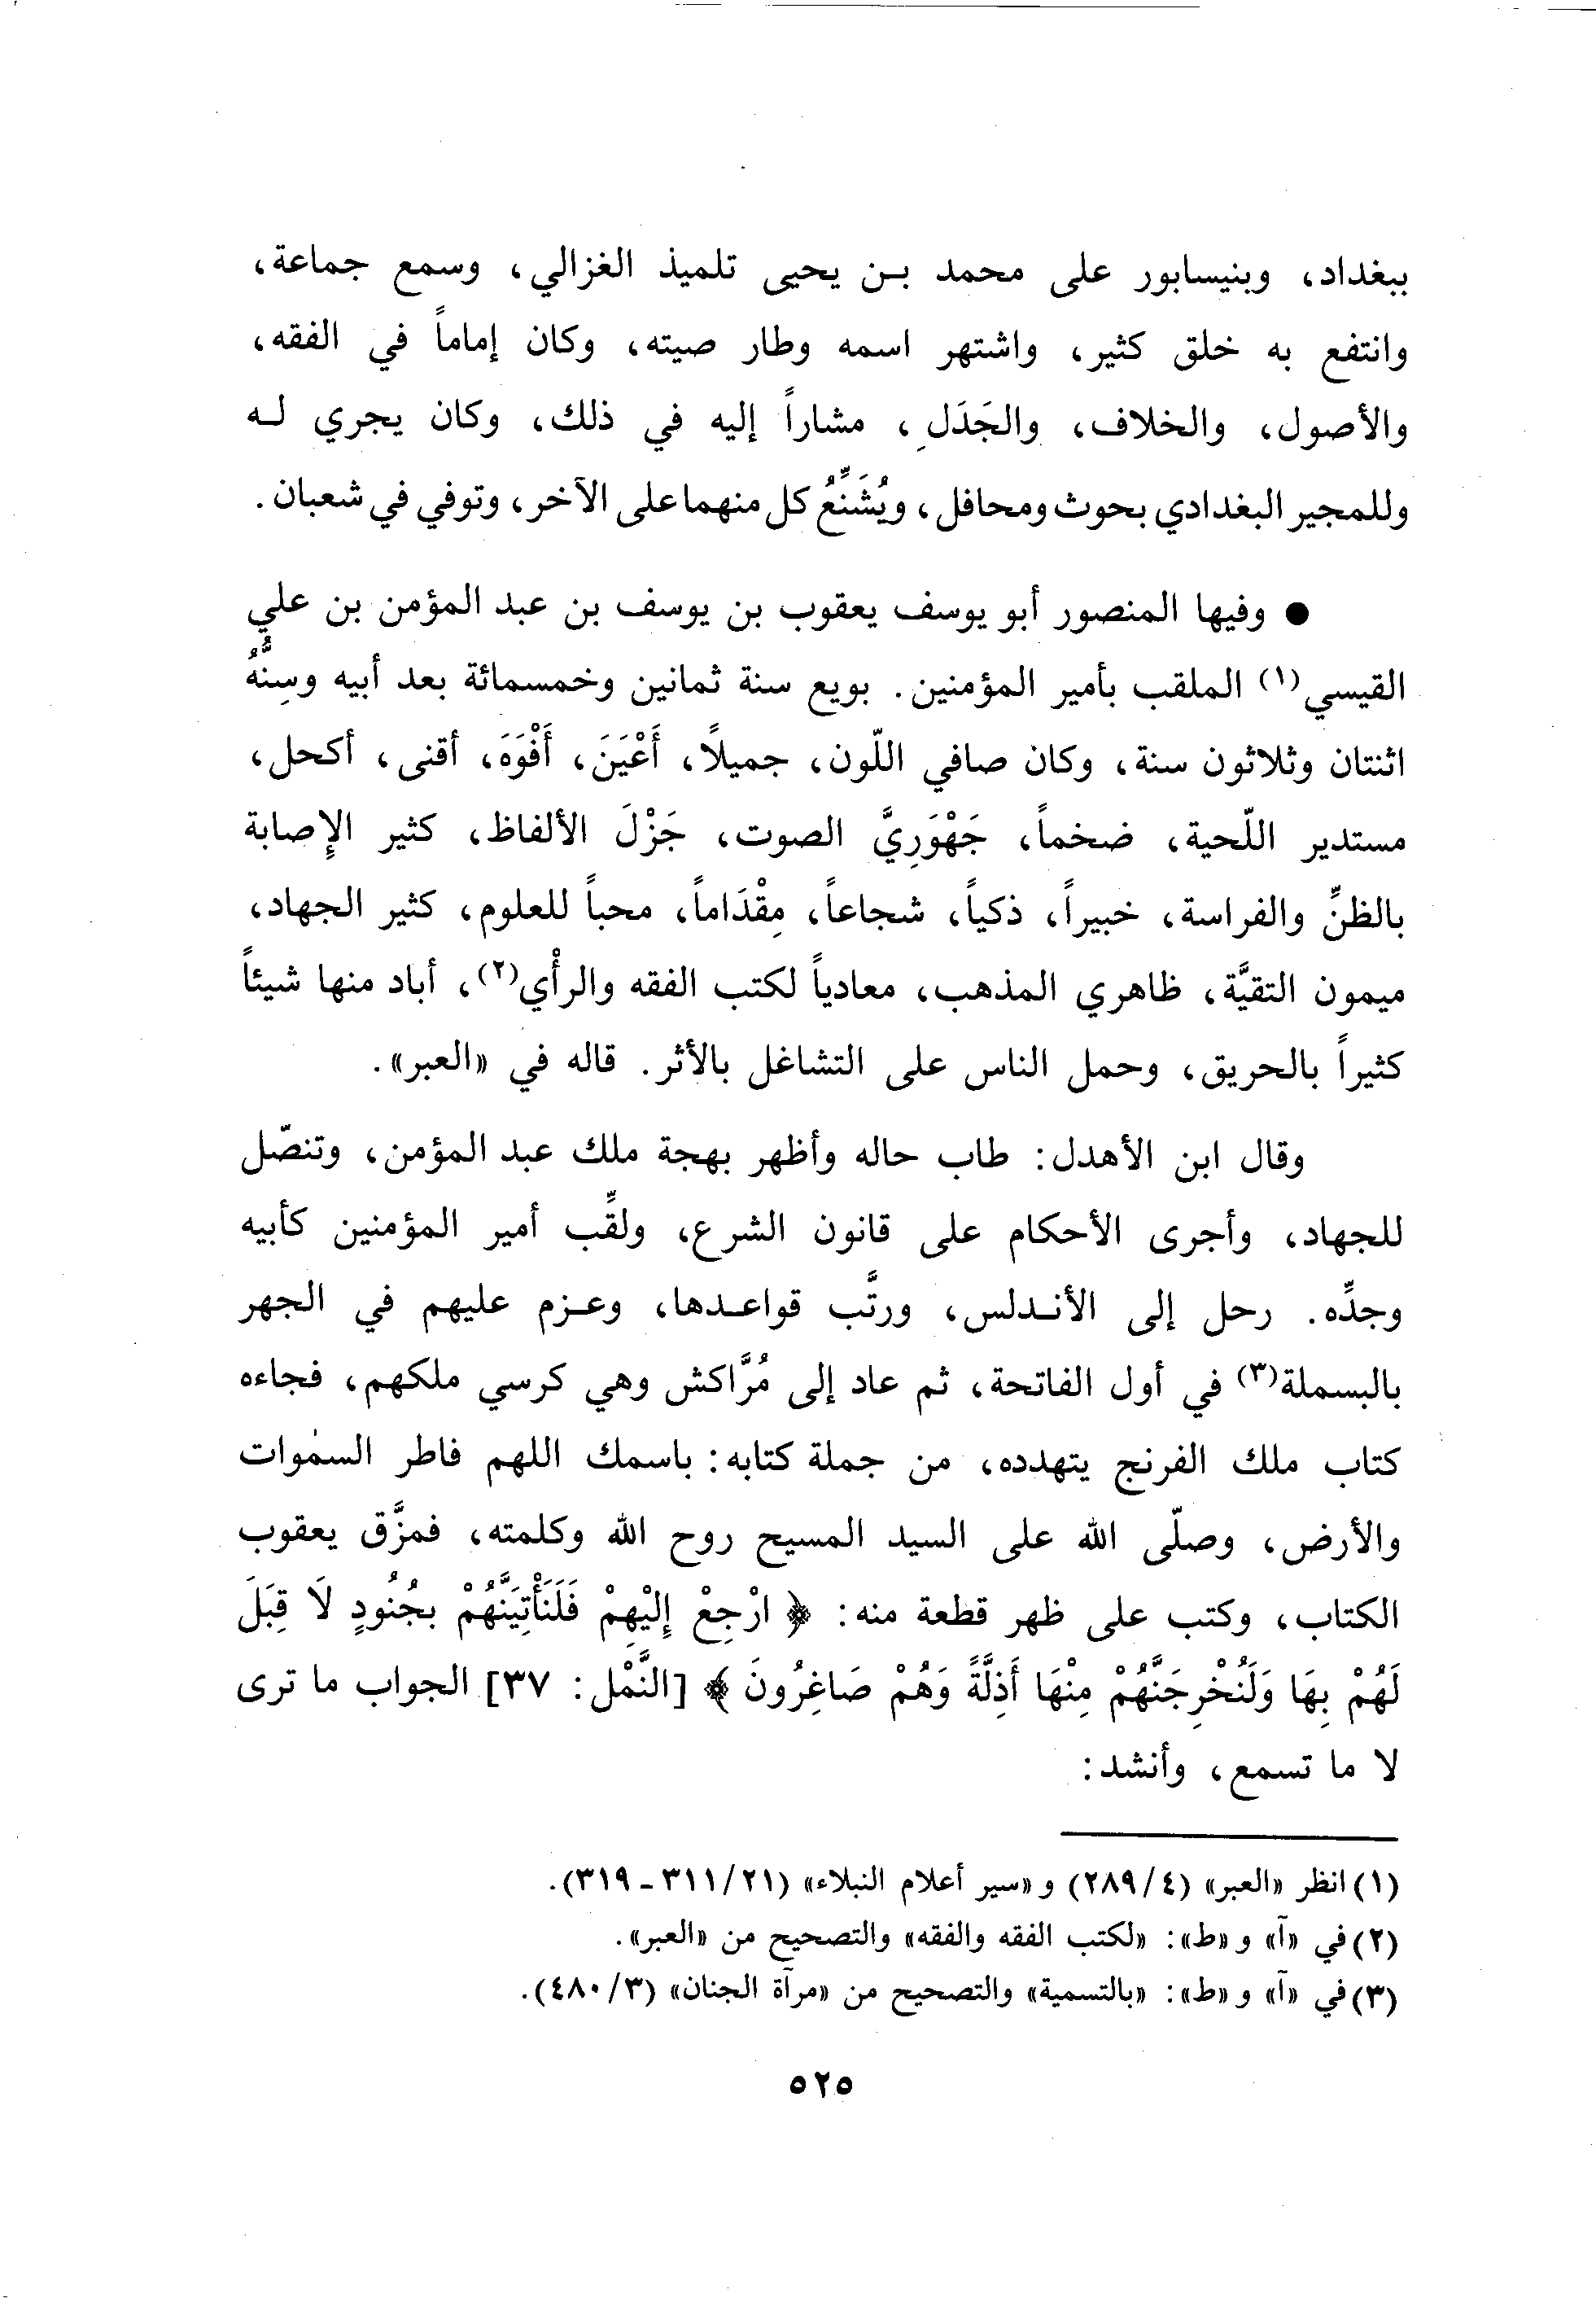 ببغداد، وبنيسابور على محمد بـن يحيى تلميذ الغزالي، وسمع جماعة،
وانتفع به خلق كثير، واشتهر اسمه وطار صيته، وكان إماماً في الفقه،
والأصول، والخلاف، والجَدَلِ، مشاراً إليه في ذلك، وكان يجري لـه
وللمجير البغدادي بحوث ومحافل، ويُشَنِّعُ كل منهما على الآخر، وتوفي في شعبان.
● وفيها المنصور أبو يوسف يعقوب بن يوسف بن عبد المؤمن بن علي
القيسي(١) الملقب بأمير المؤمنين. بويع سنة ثمانين وخمسمائة بعد أبيه وسِنُّهُ
اثنتان وثلاثون سنة، وكان صافي اللّون، جميلاً، أَعْيَنَ، أَفْوَهَ، أقنى، أكحل،
مستدير اللّحية، ضخماً، جَهْوَرِيَّ الصوت، جَزْلَ الألفاظ، كثير الإِصابة
بالظنِّ والفراسة، خبيراً، ذكياً، شجاعاً، مِقْدَاماً، محباً للعلوم، كثير الجهاد،
ميمون التقيَّة، ظاهري المذهب، معادياً لكتب الفقه والرأْي(٢)، أباد منها شيئاً
كثيراً بالحريق، وحمل الناس على التشاغل بالأثر. قاله في «العبر».
وقال ابن الأهدل: طاب حاله وأظهر بهجة ملك عبد المؤمن، وتنصّل
للجهاد، وأجرى الأحكام على قانون الشرع، ولقِّب أمير المؤمنين كأبيه
وجدِّه. رحل إلى الأنـدلس، ورتَّب قواعـدها، وعـزم عليهم في الجهر
بالبسملة(٣) في أول الفاتحة، ثم عاد إلى مُرَّاكش وهي كرسي ملكهم، فجاءه
كتاب ملك الفرنج يتهدده، من جملة كتابه: باسمك اللهم فاطر السمٰوات
والأرض، وصلّى الله على السيد المسيح روح الله وكلمته، فمزَّق يعقوب
الكتاب، وكتب على ظهر قطعة منه: ﴿ ارْجِعْ إِلَيْهِمْ فَلَنَأْتِيَنَّهُمْ بِجُنُودٍ لَا قِبَلَ
لَهُمْ بِهَا وَلَنُخْرِجَنَّهُمْ مِنْهَا أَذِلَّةً وَهُمْ صَاغِرُونَ ﴾ [النَّمْل: ٣٧] الجواب ما ترى
لا ما تسمع، وأنشد:
(١) انظر «العبر» (٤/٢٨٩) و «سير أعلام النبلاء» (٢١/٣١١ - ٣١٩).
(٢) في «آ» و «ط»: «لكتب الفقه والفقه» والتصحيح من «العبر».
(٣) في «آ» و «ط»: «بالتسمية» والتصحيح من «مرآة الجنان» (٣/٤٨٠).
٥٢٥